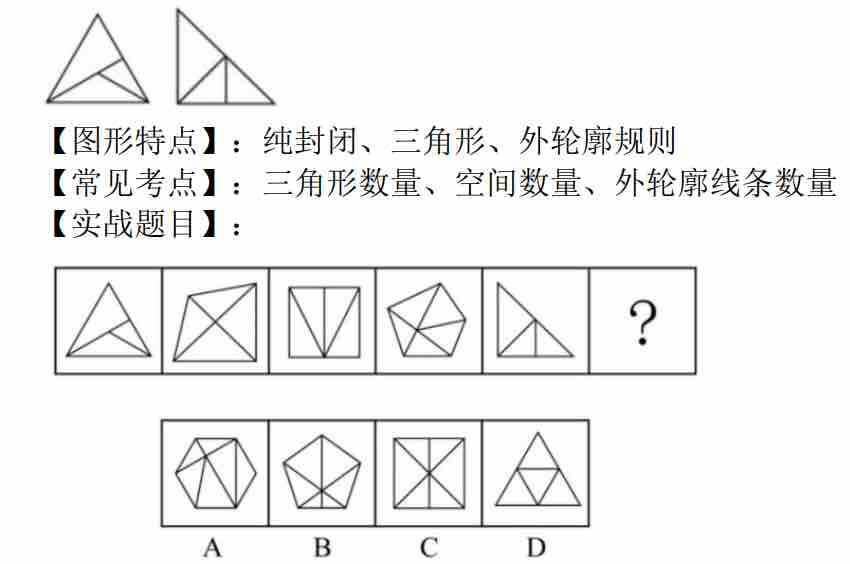 【图形特点】：纯封闭、三角形、外轮廓规则
【常见考点】：三角形数量、空间数量、外轮廓线条数量
【实战题目】：
?
A B C D